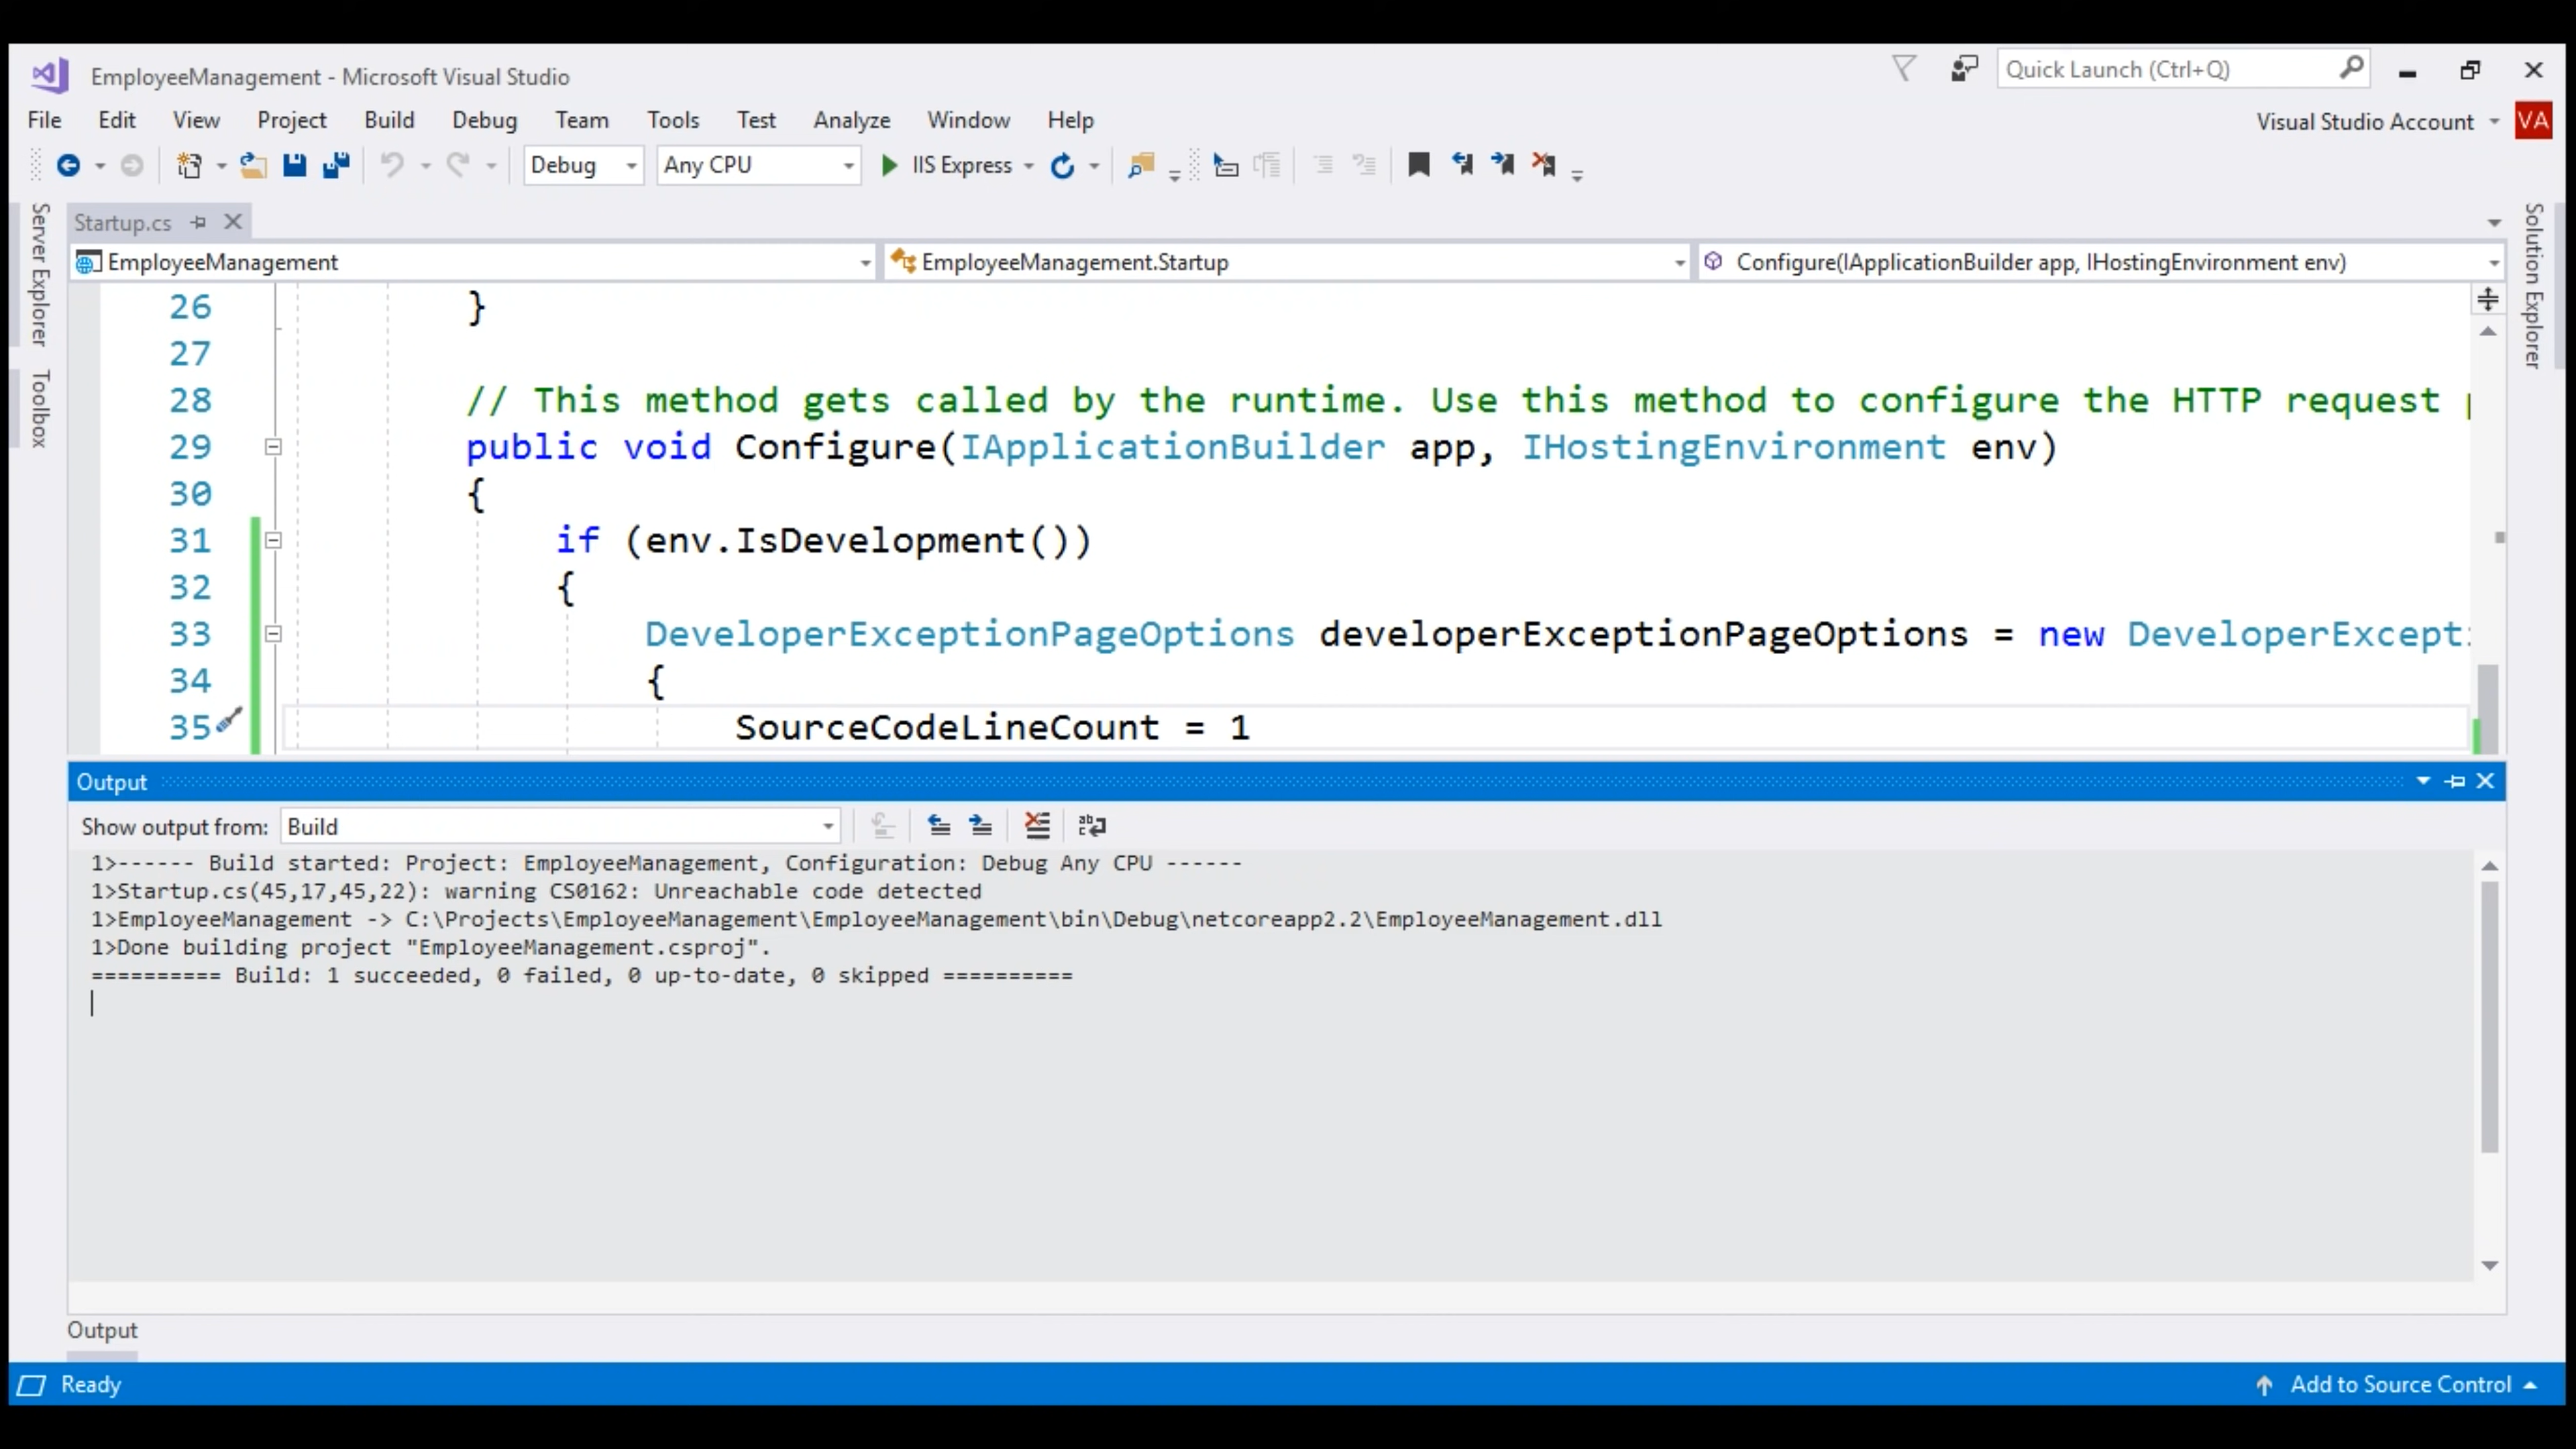 EmployeeManagement - Microsoft Visual Studio
Quick Launch (Ctrl+Q)
File Edit View Project Build Debug Team Tools Test Analyze Window Help
Visual Studio Account VA
Debug Any CPU IIS Express
Server Explorer
Toolbox
Solution Explorer
Startup.cs
EmployeeManagement EmployeeManagement.Startup Configure(IApplicationBuilder app, IHostingEnvironment env)
26 }
27
28 // This method gets called by the runtime. Use this method to configure the HTTP request
29 public void Configure(IApplicationBuilder app, IHostingEnvironment env)
30 {
31 if (env.IsDevelopment())
32 {
33 DeveloperExceptionPageOptions developerExceptionPageOptions = new DeveloperExcept
34 {
35 SourceCodeLineCount = 1
Output
Show output from: Build
1>------ Build started: Project: EmployeeManagement, Configuration: Debug Any CPU ------
1>Startup.cs(45,17,45,22): warning CS0162: Unreachable code detected
1>EmployeeManagement -> C:\Projects\EmployeeManagement\EmployeeManagement\bin\Debug\netcoreapp2.2\EmployeeManagement.dll
1>Done building project "EmployeeManagement.csproj".
========== Build: 1 succeeded, 0 failed, 0 up-to-date, 0 skipped ==========
Output
Ready
Add to Source Control